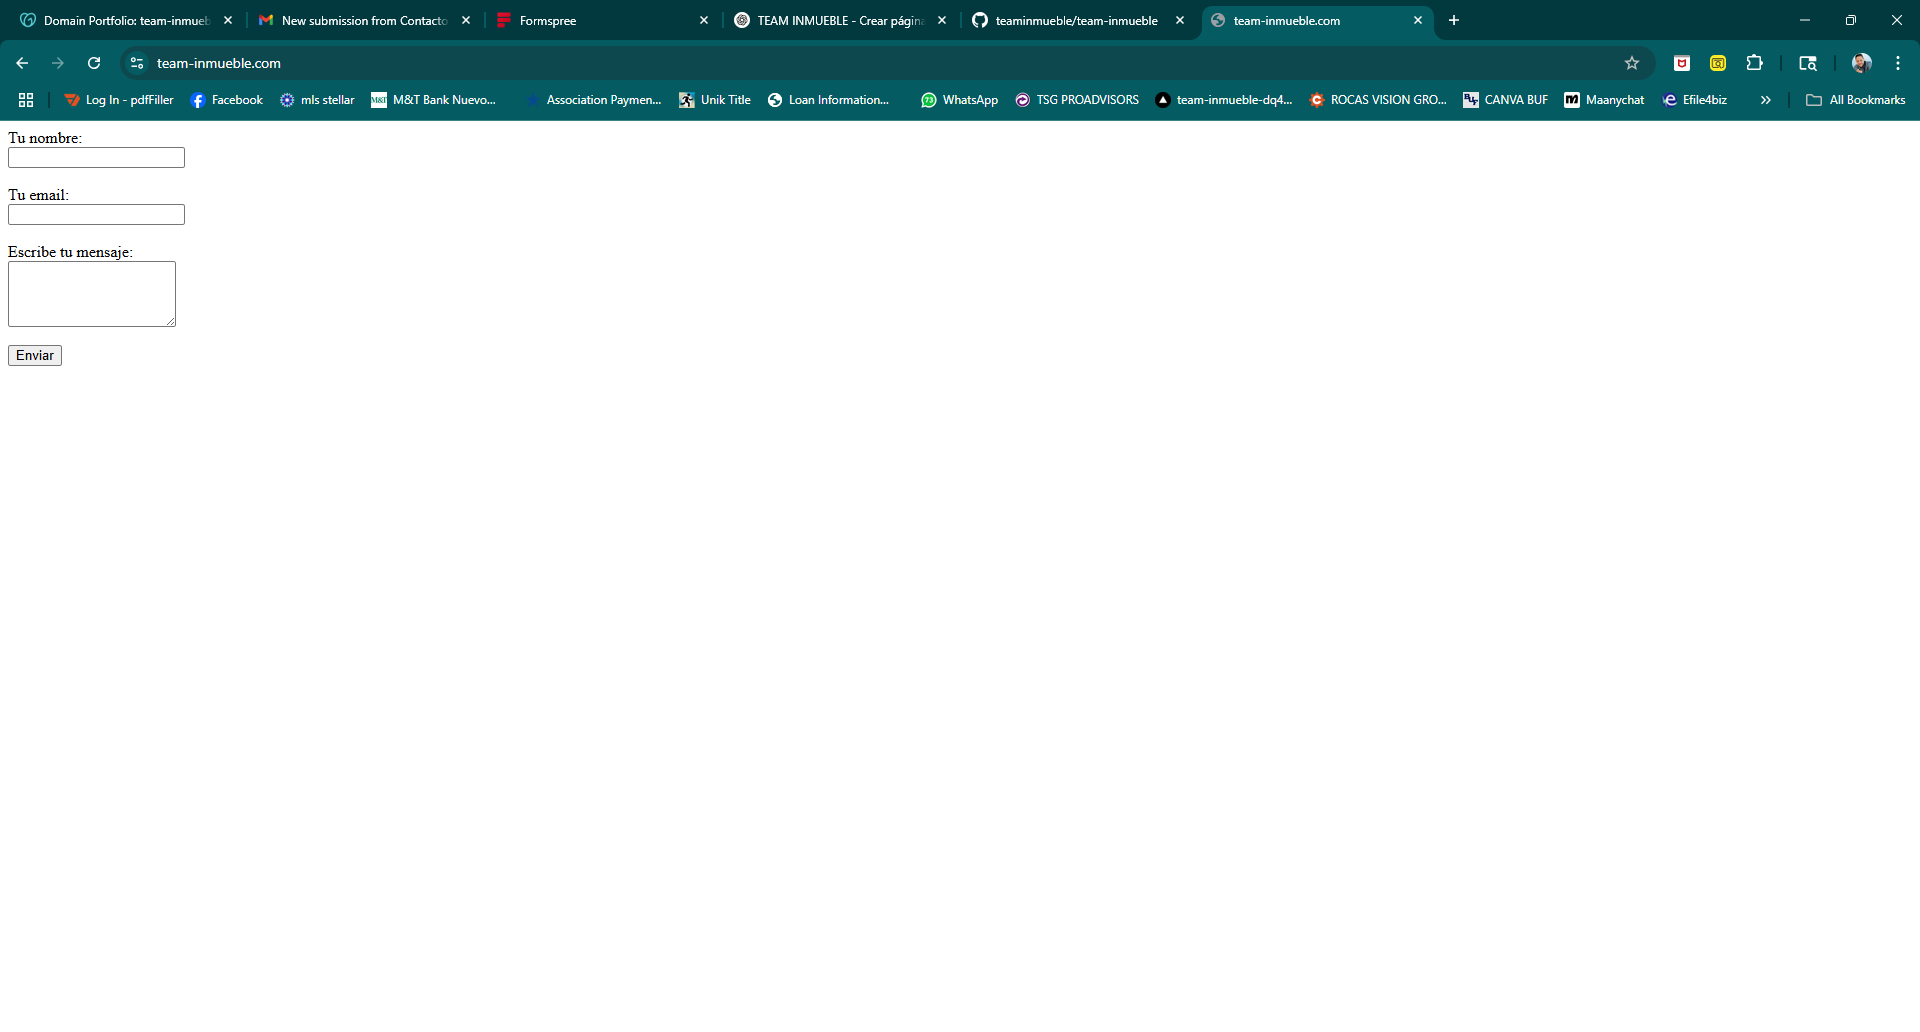 Domain Portfolio: team-inmueb
New submission from Contacto
Formspree
TEAM INMUEBLE - Crear págin
teaminmueble/team-inmueble
team-inmueble.com
team-inmueble.com
Log In - pdfFiller
Facebook
mls stellar
M&T
M&T Bank Nuevo...
Association Paymen...
Unik Title
Loan Information...
73
WhatsApp
TSG PROADVISORS
team-inmueble-dq4...
ROCAS VISION GRO...
BUF
CANVA BUF
m
Maanychat
e
Efile4biz
All Bookmarks
Tu nombre:
Tu email:
Escribe tu mensaje:
Enviar